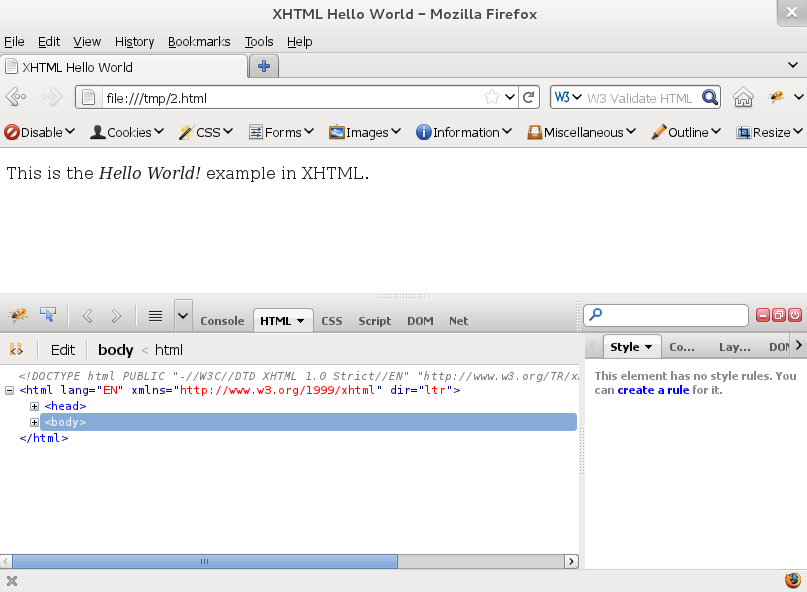 XHTML Hello World - Mozilla Firefox
File Edit View History Bookmarks Tools Help
XHTML Hello World
file:///tmp/2.html W3 W3 Validate HTML
Disable Cookies CSS Forms Images Information Miscellaneous Outline Resize
This is the Hello World! example in XHTML.
Console HTML CSS Script DOM Net
Edit body < html
Style Co... Lay... DOM
<!DOCTYPE html PUBLIC "-//W3C//DTD XHTML 1.0 Strict//EN" "http://www.w3.org/TR/x
<html lang="EN" xmlns="http://www.w3.org/1999/xhtml" dir="ltr">
<head>
<body>
</html>
This element has no style rules. You
can create a rule for it.